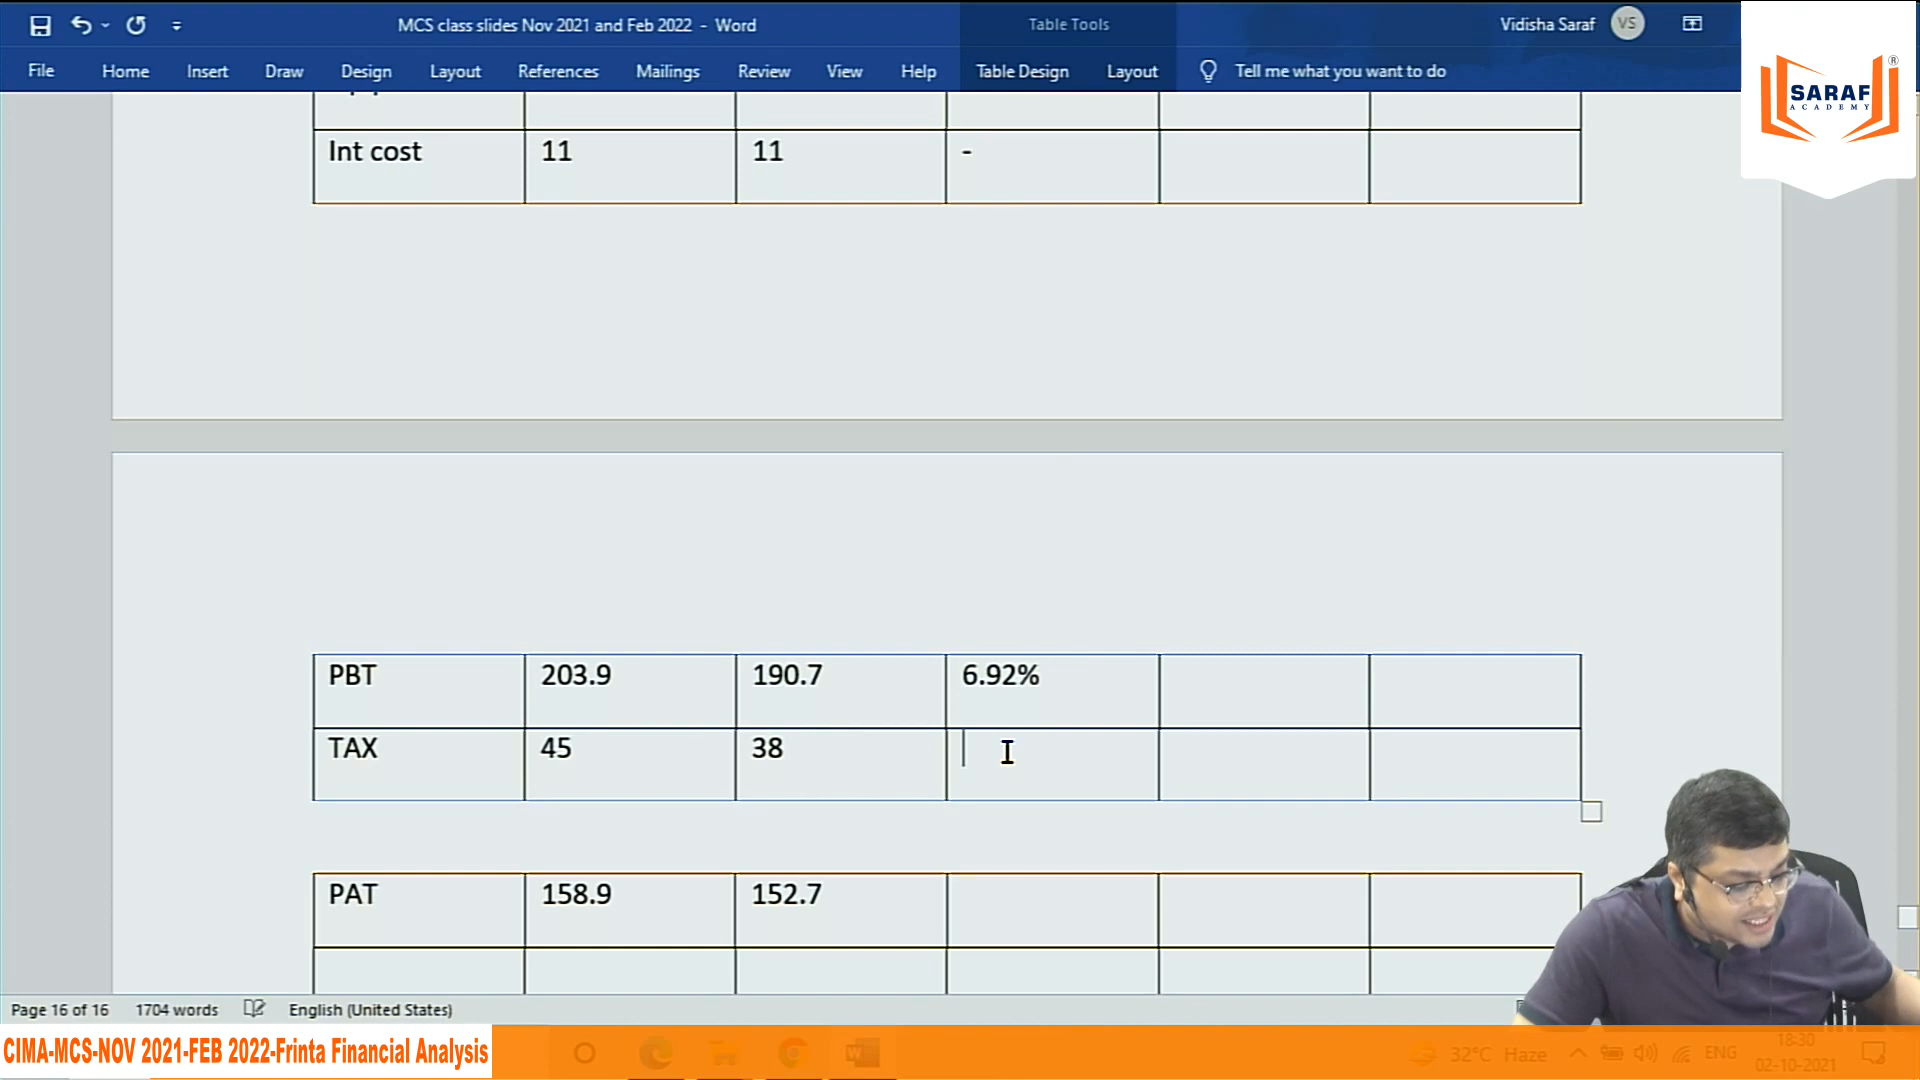 MCS class slides Nov 2021 and Feb 2022 - Word
Table Tools
Vidisha Saraf
VS
File
Home
Insert
Draw
Design
Layout
References
Mailings
Review
View
Help
Table Design
Layout
Tell me what you want to do
SARAF
ACADEMY
®
Int cost 11 11 -
PBT 203.9 190.7 6.92%
TAX 45 38
PAT 158.9 152.7
Page 16 of 16
1704 words
English (United States)
CIMA-MCS-NOV 2021-FEB 2022-Frinta Financial Analysis
32°C Haze
ENG
18:30
02-10-2021